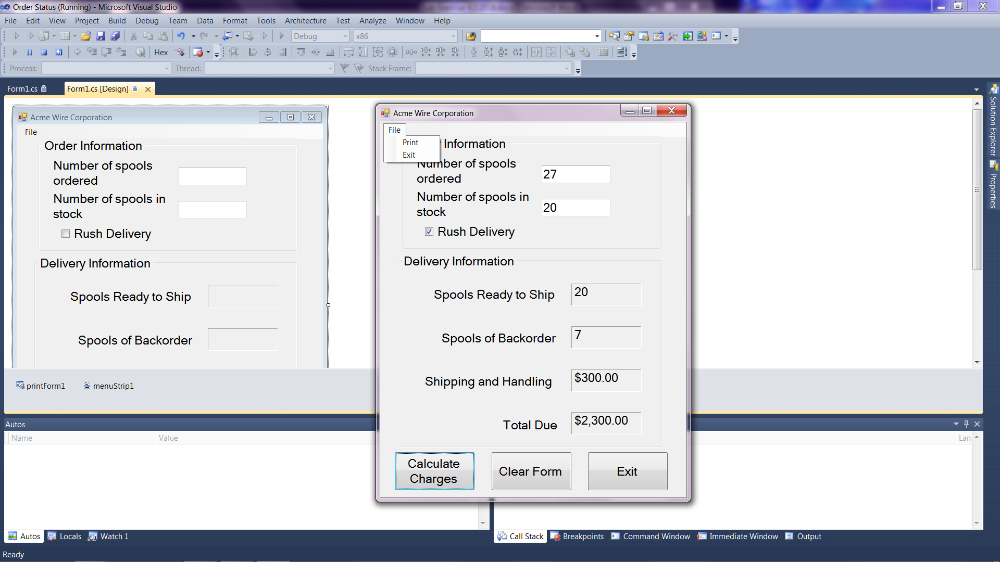 Order Status (Running) - Microsoft Visual Studio
File Edit View Project Build Debug Team Data Format Tools Architecture Test Analyze Window Help
Debug x86
Hex
Process: Thread: Stack Frame:
Form1.cs Form1.cs [Design]
Solution Explorer
Properties
Acme Wire Corporation
File
Order Information
Number of spools
ordered
Number of spools in
stock
Rush Delivery
Delivery Information
Spools Ready to Ship
Spools of Backorder
Acme Wire Corporation
File
Print
Exit
Information
Number of spools
ordered
27
Number of spools in
stock
20
Rush Delivery
Delivery Information
Spools Ready to Ship 20
Spools of Backorder 7
Shipping and Handling $300.00
Total Due $2,300.00
Calculate
Charges
Clear Form
Exit
printForm1 menuStrip1
Autos
Name Value
Lan
Autos Locals Watch 1
Call Stack Breakpoints Command Window Immediate Window Output
Ready